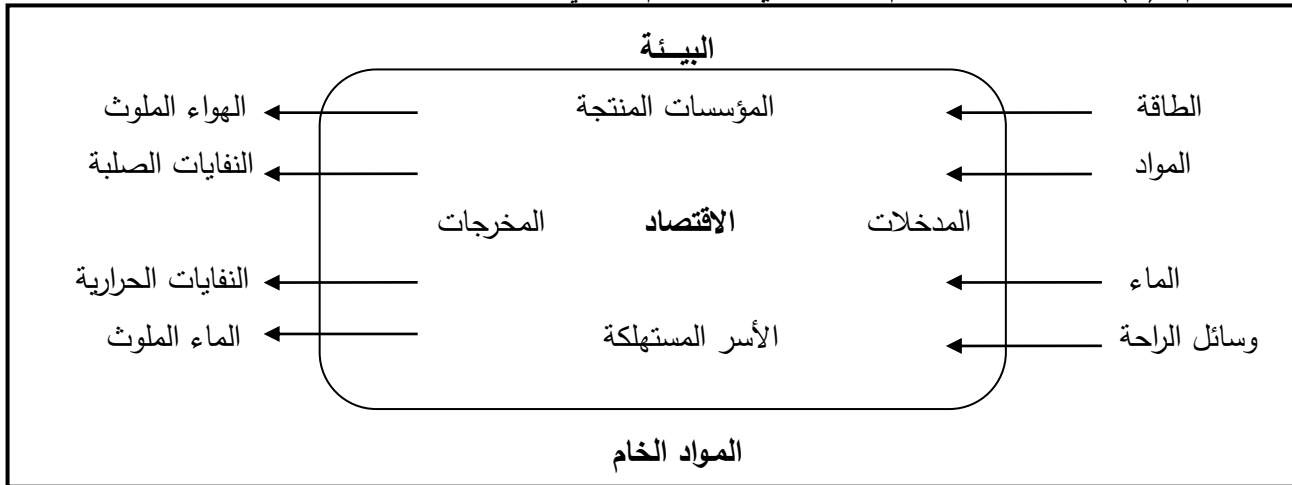 البيــئة
الطاقة المؤسسات المنتجة الهواء الملوث
المواد النفايات الصلبة
المدخلات الاقتصاد المخرجات
الماء النفايات الحرارية
وسائل الراحة الأسر المستهلكة الماء الملوث
المواد الخام